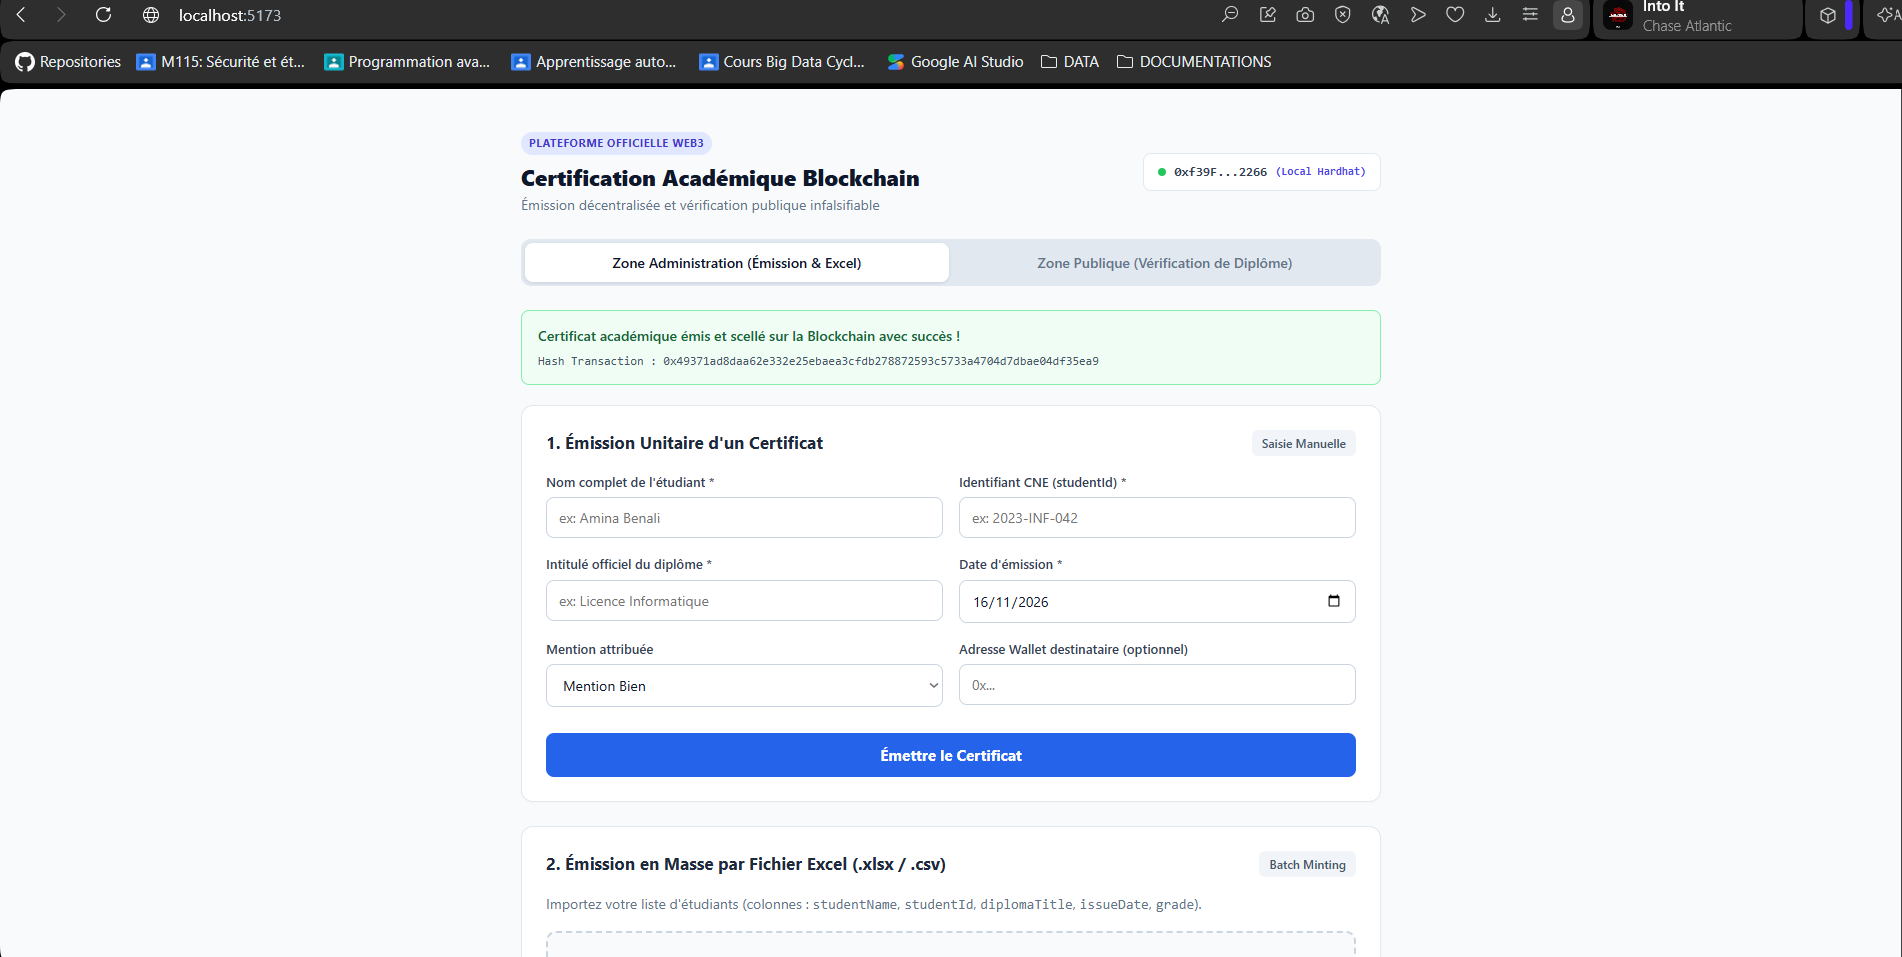 localhost:5173
Into It
Chase Atlantic
Repositories
M115: Sécurité et ét...
Programmation ava...
Apprentissage auto...
Cours Big Data Cycl...
Google AI Studio
DATA
DOCUMENTATIONS
PLATEFORME OFFICIELLE WEB3
Certification Académique Blockchain
Émission décentralisée et vérification publique infalsifiable
0xf39F...2266 (Local Hardhat)
Zone Administration (Émission & Excel)
Zone Publique (Vérification de Diplôme)
Certificat académique émis et scellé sur la Blockchain avec succès !
Hash Transaction : 0x49371ad8daa62e332e25ebaea3cfdb278872593c5733a4704d7dbae04df35ea9
1. Émission Unitaire d'un Certificat
Saisie Manuelle
Nom complet de l'étudiant *
Identifiant CNE (studentId) *
ex: Amina Benali
ex: 2023-INF-042
Intitulé officiel du diplôme *
Date d'émission *
ex: Licence Informatique
16/11/2026
Mention attribuée
Adresse Wallet destinataire (optionnel)
Mention Bien
0x...
Émettre le Certificat
2. Émission en Masse par Fichier Excel (.xlsx / .csv)
Batch Minting
Importez votre liste d'étudiants (colonnes : studentName, studentId, diplomaTitle, issueDate, grade).